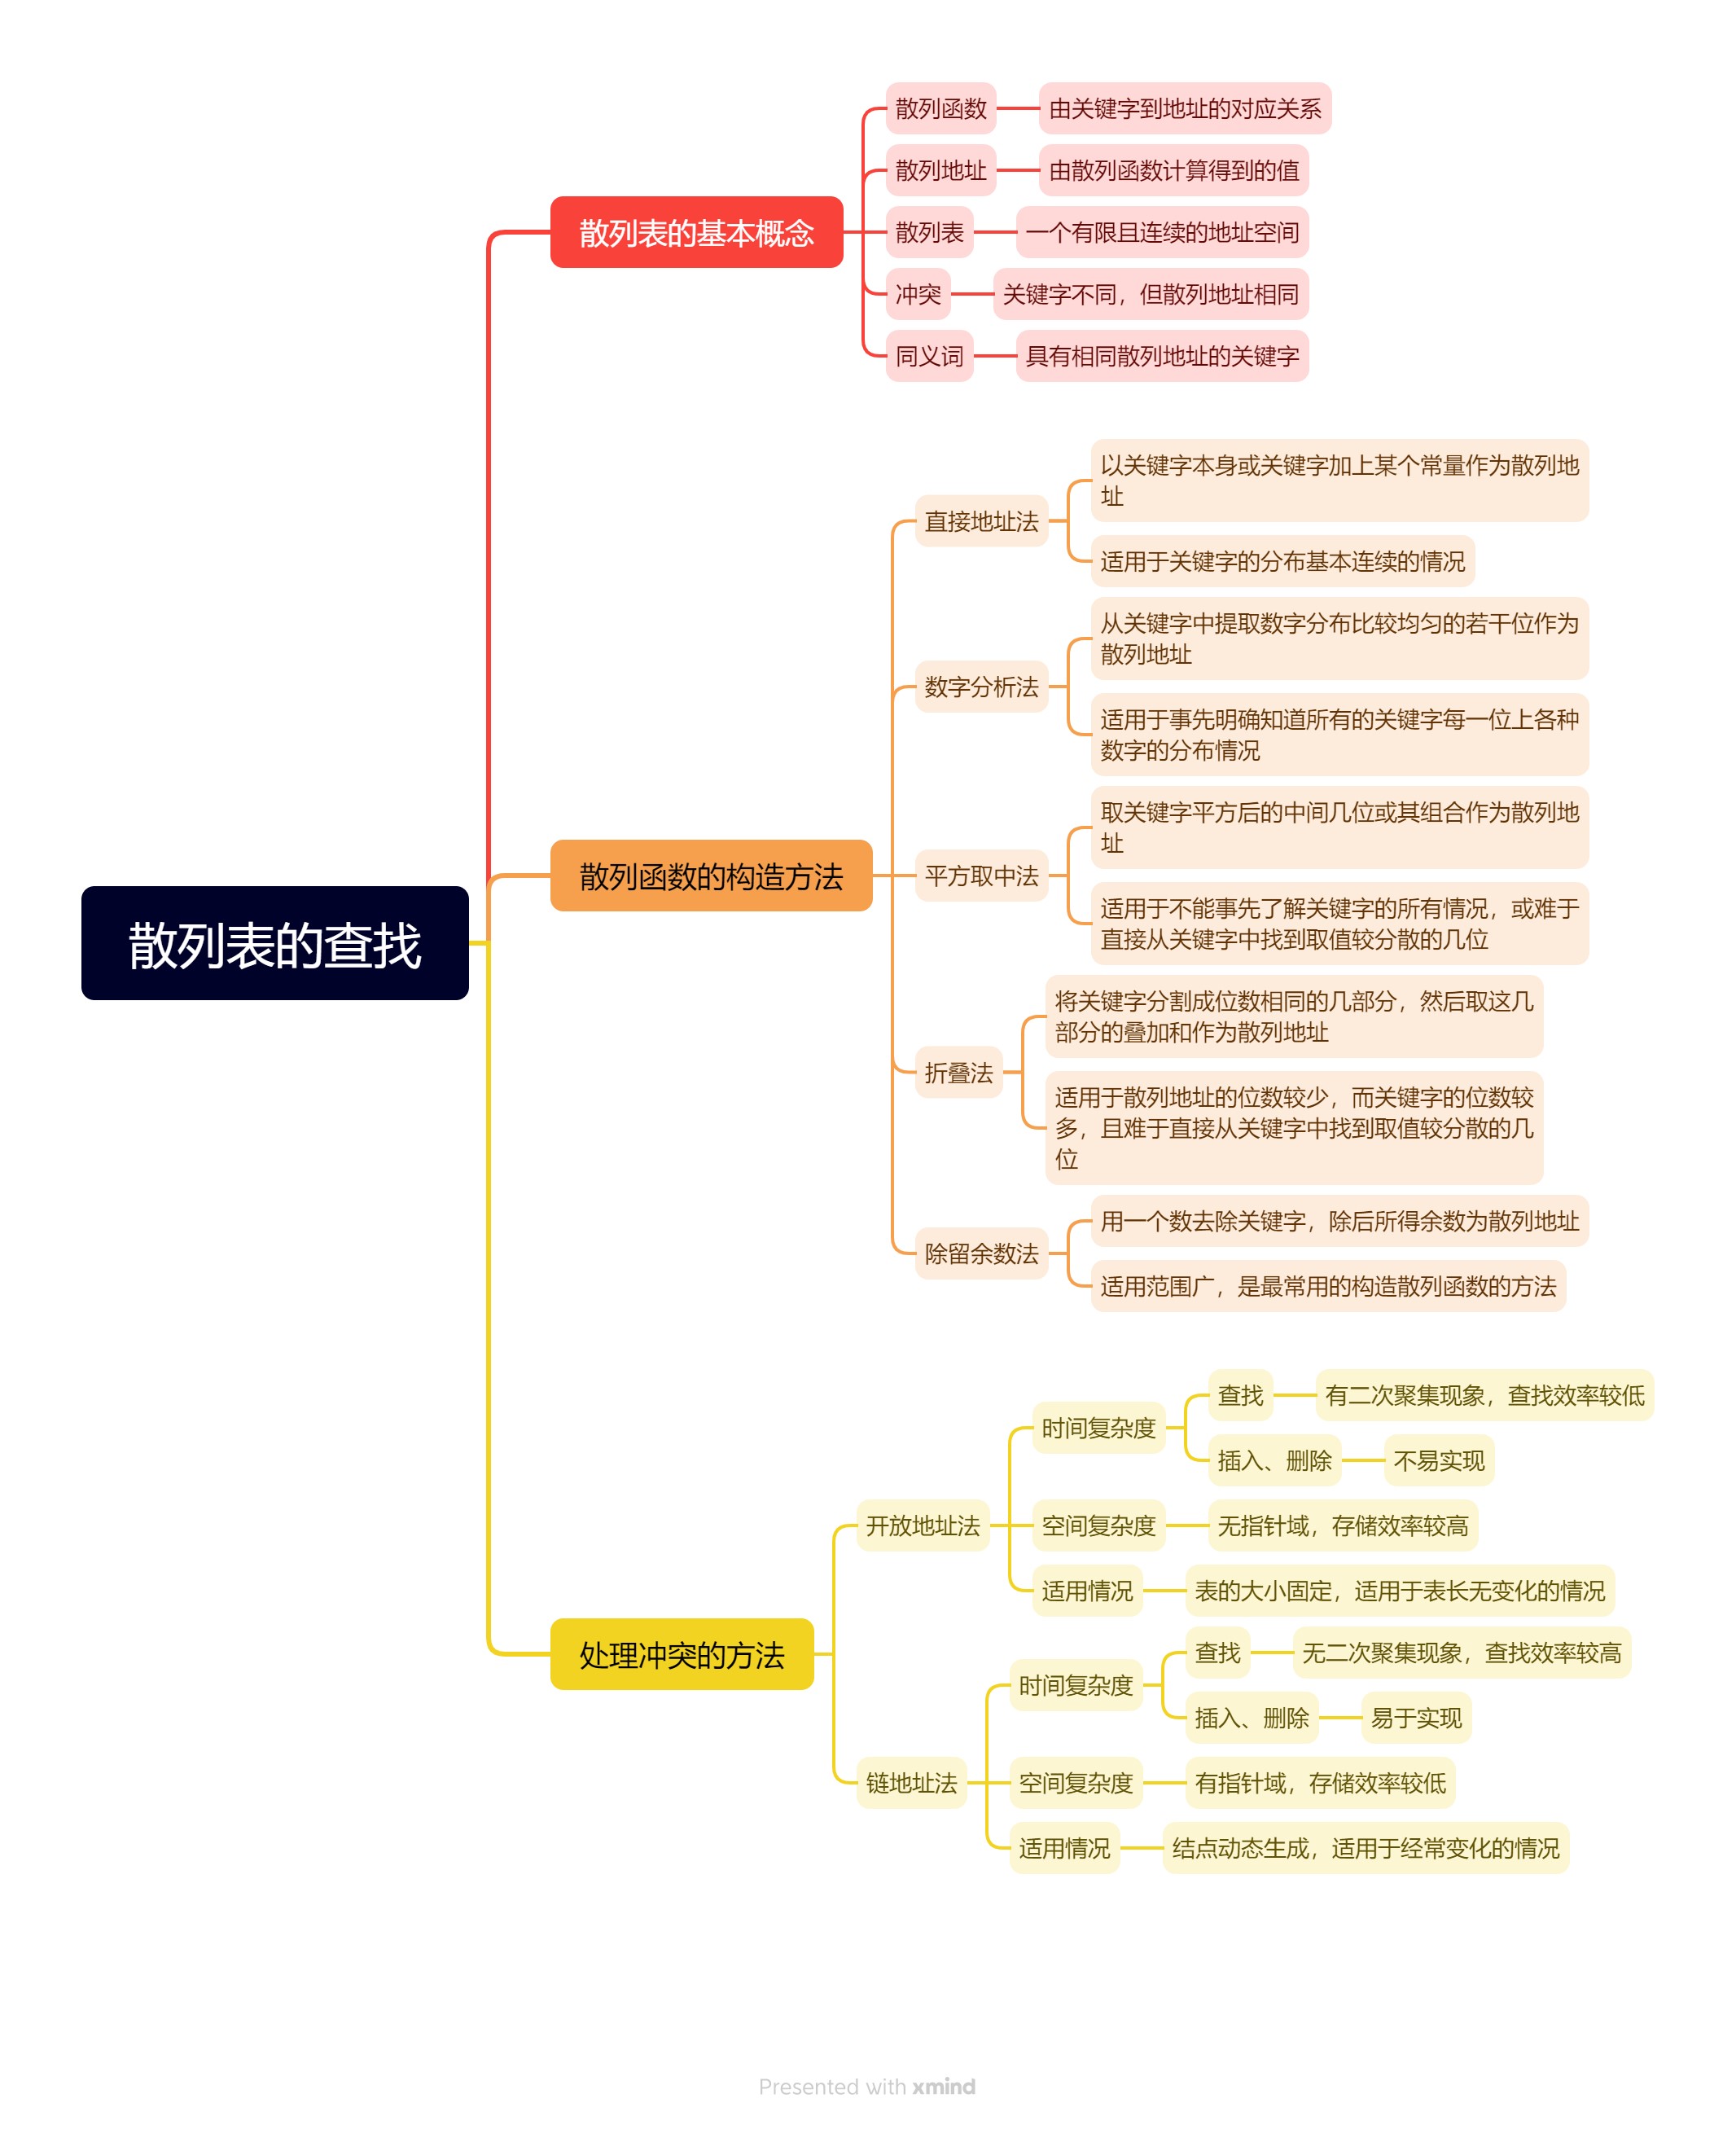 散列表的查找
散列表的基本概念
散列函数
由关键字到地址的对应关系
散列地址
由散列函数计算得到的值
散列表
一个有限且连续的地址空间
冲突
关键字不同，但散列地址相同
同义词
具有相同散列地址的关键字
散列函数的构造方法
直接地址法
以关键字本身或关键字加上某个常量作为散列地
址
适用于关键字的分布基本连续的情况
数字分析法
从关键字中提取数字分布比较均匀的若干位作为
散列地址
适用于事先明确知道所有的关键字每一位上各种
数字的分布情况
平方取中法
取关键字平方后的中间几位或其组合作为散列地
址
适用于不能事先了解关键字的所有情况，或难于
直接从关键字中找到取值较分散的几位
折叠法
将关键字分割成位数相同的几部分，然后取这几
部分的叠加和作为散列地址
适用于散列地址的位数较少，而关键字的位数较
多，且难于直接从关键字中找到取值较分散的几
位
除留余数法
用一个数去除关键字，除后所得余数为散列地址
适用范围广，是最常用的构造散列函数的方法
处理冲突的方法
开放地址法
时间复杂度
查找
有二次聚集现象，查找效率较低
插入、删除
不易实现
空间复杂度
无指针域，存储效率较高
适用情况
表的大小固定，适用于表长无变化的情况
链地址法
时间复杂度
查找
无二次聚集现象，查找效率较高
插入、删除
易于实现
空间复杂度
有指针域，存储效率较低
适用情况
结点动态生成，适用于经常变化的情况
Presented with xmind